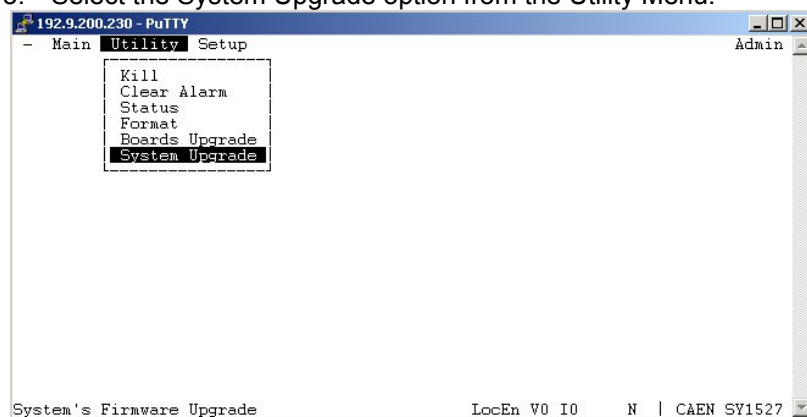 Select the System Upgrade option from the Utility Menu.
192.9.200.230 - PuTTY
- Main Utility Setup Admin
Kill
Clear Alarm
Status
Format
Boards Upgrade
System Upgrade
System's Firmware Upgrade LocEn V0 I0 N | CAEN SY1527